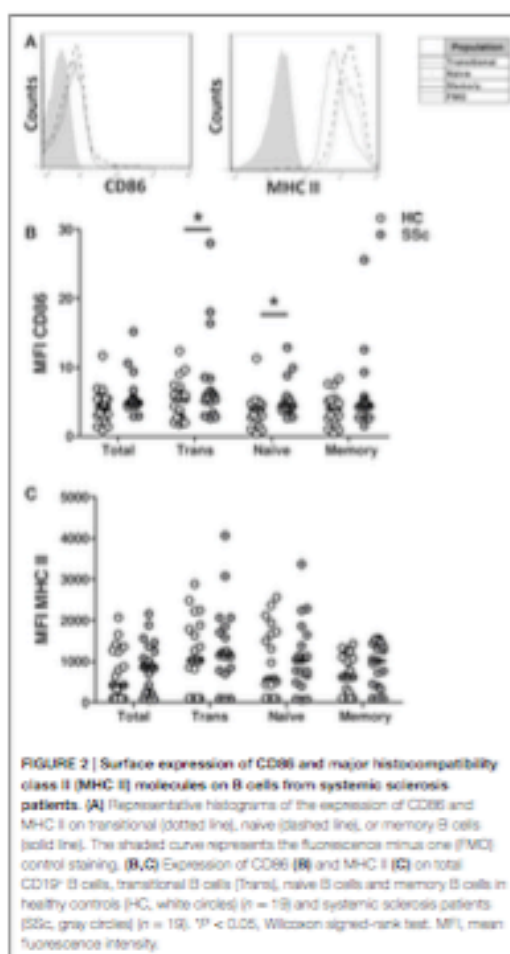 A
Counts
CD86
Counts
MHC II
Population
Transitional
Naive
Memory
FMO
B
HC
SSc
MFI CD86
30
20
10
0
*
*
Total
Trans
Naïve
Memory
C
MFI MHC II
5000
4000
3000
2000
1000
0
Total
Trans
Naïve
Memory
FIGURE 2 | Surface expression of CD86 and major histocompatibility
class II (MHC II) molecules on B cells from systemic sclerosis
patients. (A) Representative histograms of the expression of CD86 and
MHC II on transitional (dotted line), naive (dashed line), or memory B cells
(solid line). The shaded curve represents the fluorescence minus one (FMO)
control staining. (B,C) Expression of CD86 (B) and MHC II (C) on total
CD19⁺ B cells, transitional B cells (Trans), naive B cells and memory B cells in
healthy controls (HC, white circles) (n = 19) and systemic sclerosis patients
(SSc, gray circles) (n = 19). *P < 0.05, Wilcoxon signed-rank test. MFI, mean
fluorescence intensity.